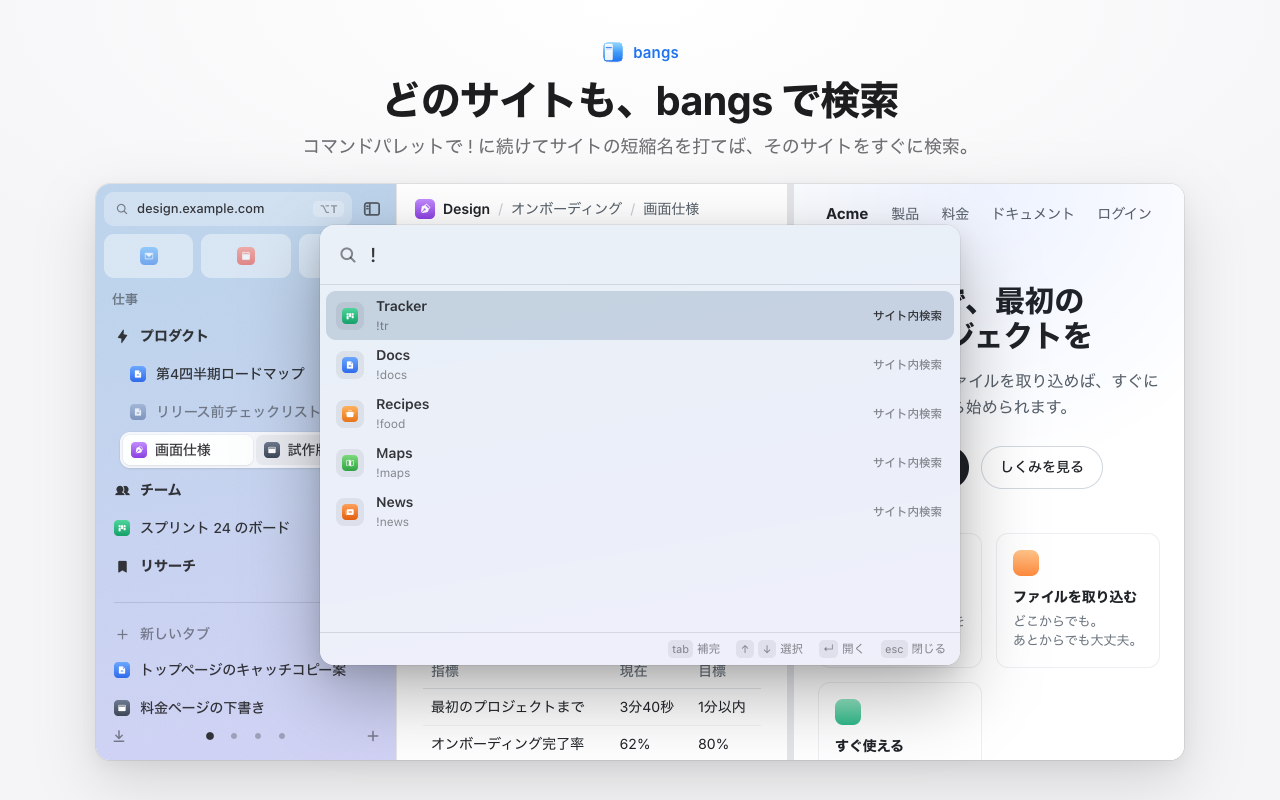 bangs
どのサイトも、bangs で検索
コマンドパレットで ! に続けてサイトの短縮名を打てば、そのサイトをすぐに検索。
design.example.com
⌥T
仕事
プロダクト
第4四半期ロードマップ
リリース前チェックリスト
画面仕様
試作版
チーム
スプリント 24 のボード
リサーチ
新しいタブ
トップページのキャッチコピー案
料金ページの下書き
Design / オンボーディング / 画面仕様
!
Tracker
!tr
サイト内検索
Docs
!docs
サイト内検索
Recipes
!food
サイト内検索
Maps
!maps
サイト内検索
News
!news
サイト内検索
tab 補完 ↑ ↓ 選択 ↵ 開く esc 閉じる
指標 現在 目標
最初のプロジェクトまで 3分40秒 1分以内
オンボーディング完了率 62% 80%
Acme 製品 料金 ドキュメント ログイン
、最初の
ジェクトを
ァイルを取り込めば、すぐに
始められます。
しくみを見る
ファイルを取り込む
どこからでも。
あとからでも大丈夫。
すぐ使える